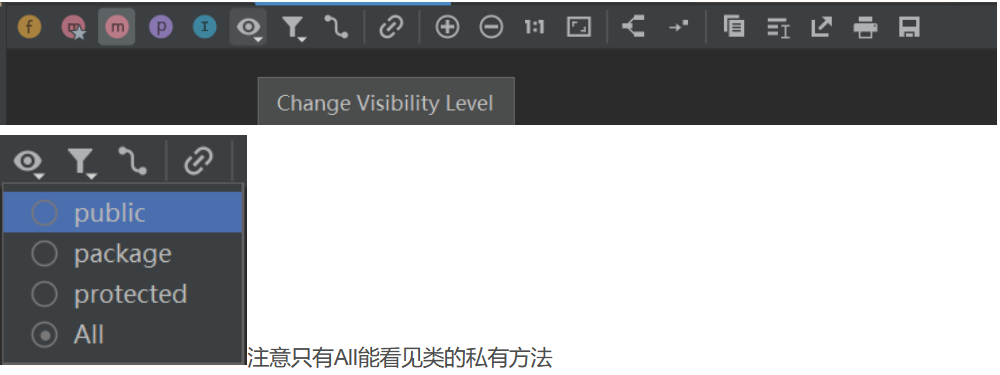 f m m p I 1:1
Change Visibility Level
public
package
protected
All
注意只有All能看见类的私有方法